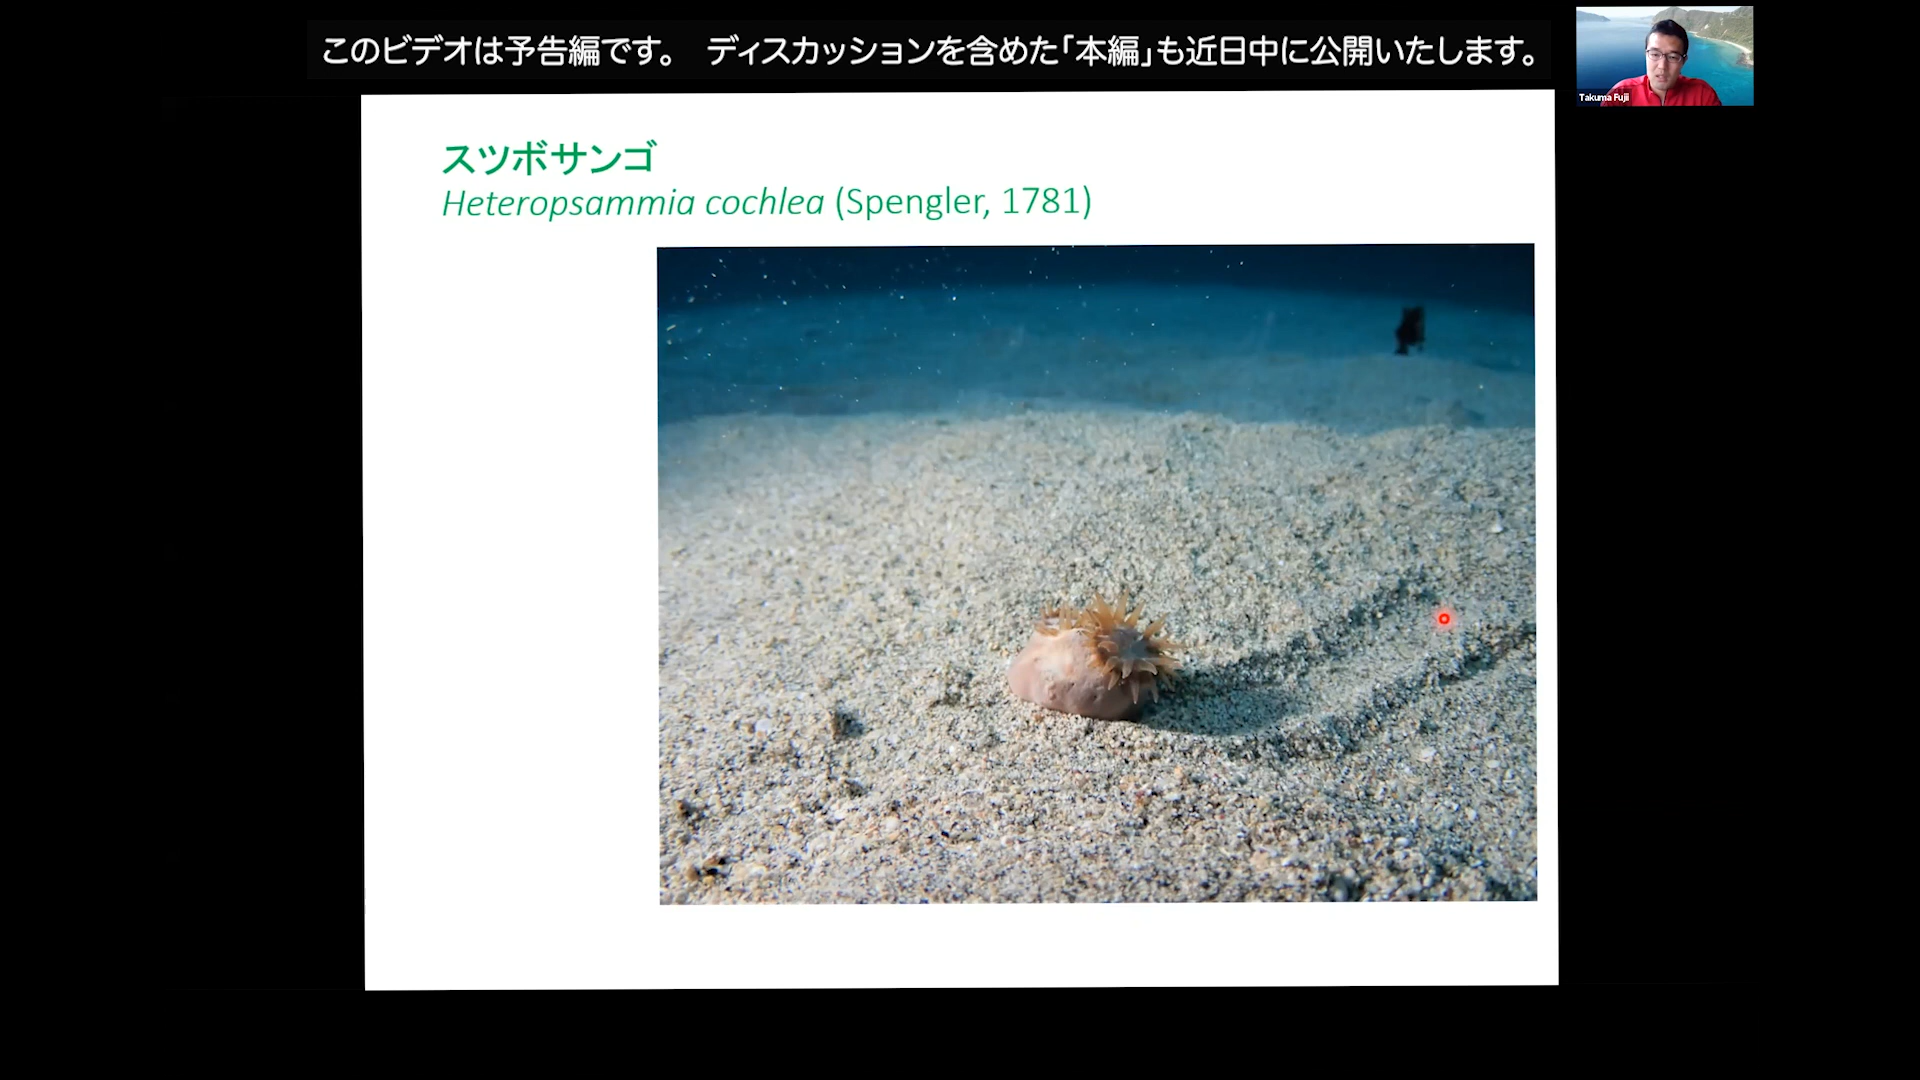 このビデオは予告編です。 ディスカッションを含めた「本編」も近日中に公開いたします。
Takuma Fujii
スツボサンゴ
Heteropsammia cochlea (Spengler, 1781)